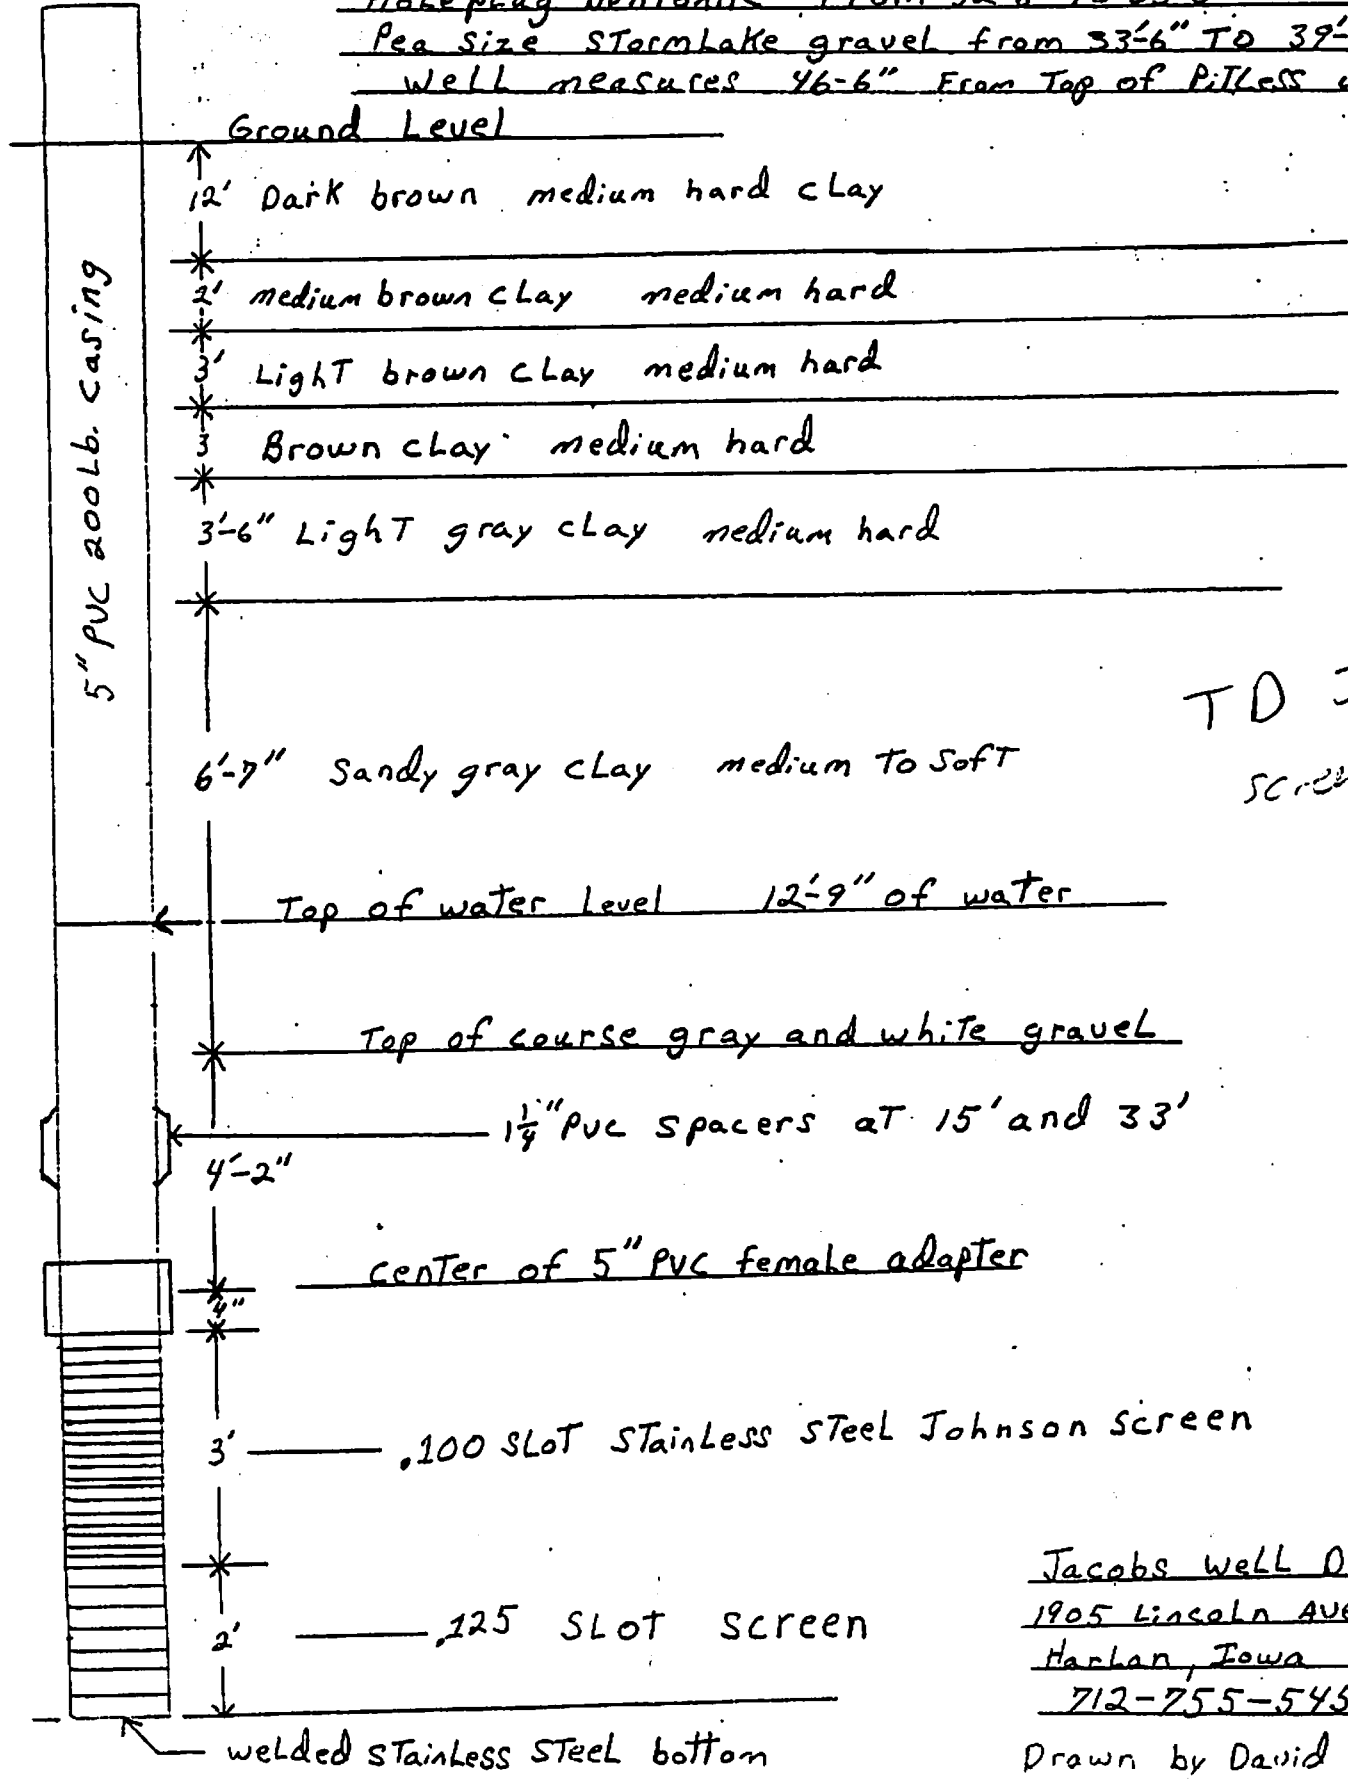 Pea size StormLake gravel from 33'-6" To 39'-
Well measures 46-6" From Top of PitLess
Ground Level
12' Dark brown medium hard cLay
2' medium brown cLay medium hard
3' LighT brown cLay medium hard
3 Brown cLay medium hard
3'-6" LighT gray cLay medium hard
5" PVC 200Lb. casing
TD
6'-7" Sandy gray cLay medium To SofT
Top of water Level 12'-9" of water
Top of course gray and white graveL
1 1/4" PVC spacers aT 15' and 33'
4'-2"
center of 5" PVC femaLe adapter
4"
3' .100 SLoT STainLess STeeL Johnson Screen
2' .125 SLoT Screen
Jacobs WeLL D
1905 LincoLn Ave
HarLan, Iowa
712-755-545
weLded STainLess STeeL bottom
Drawn by David